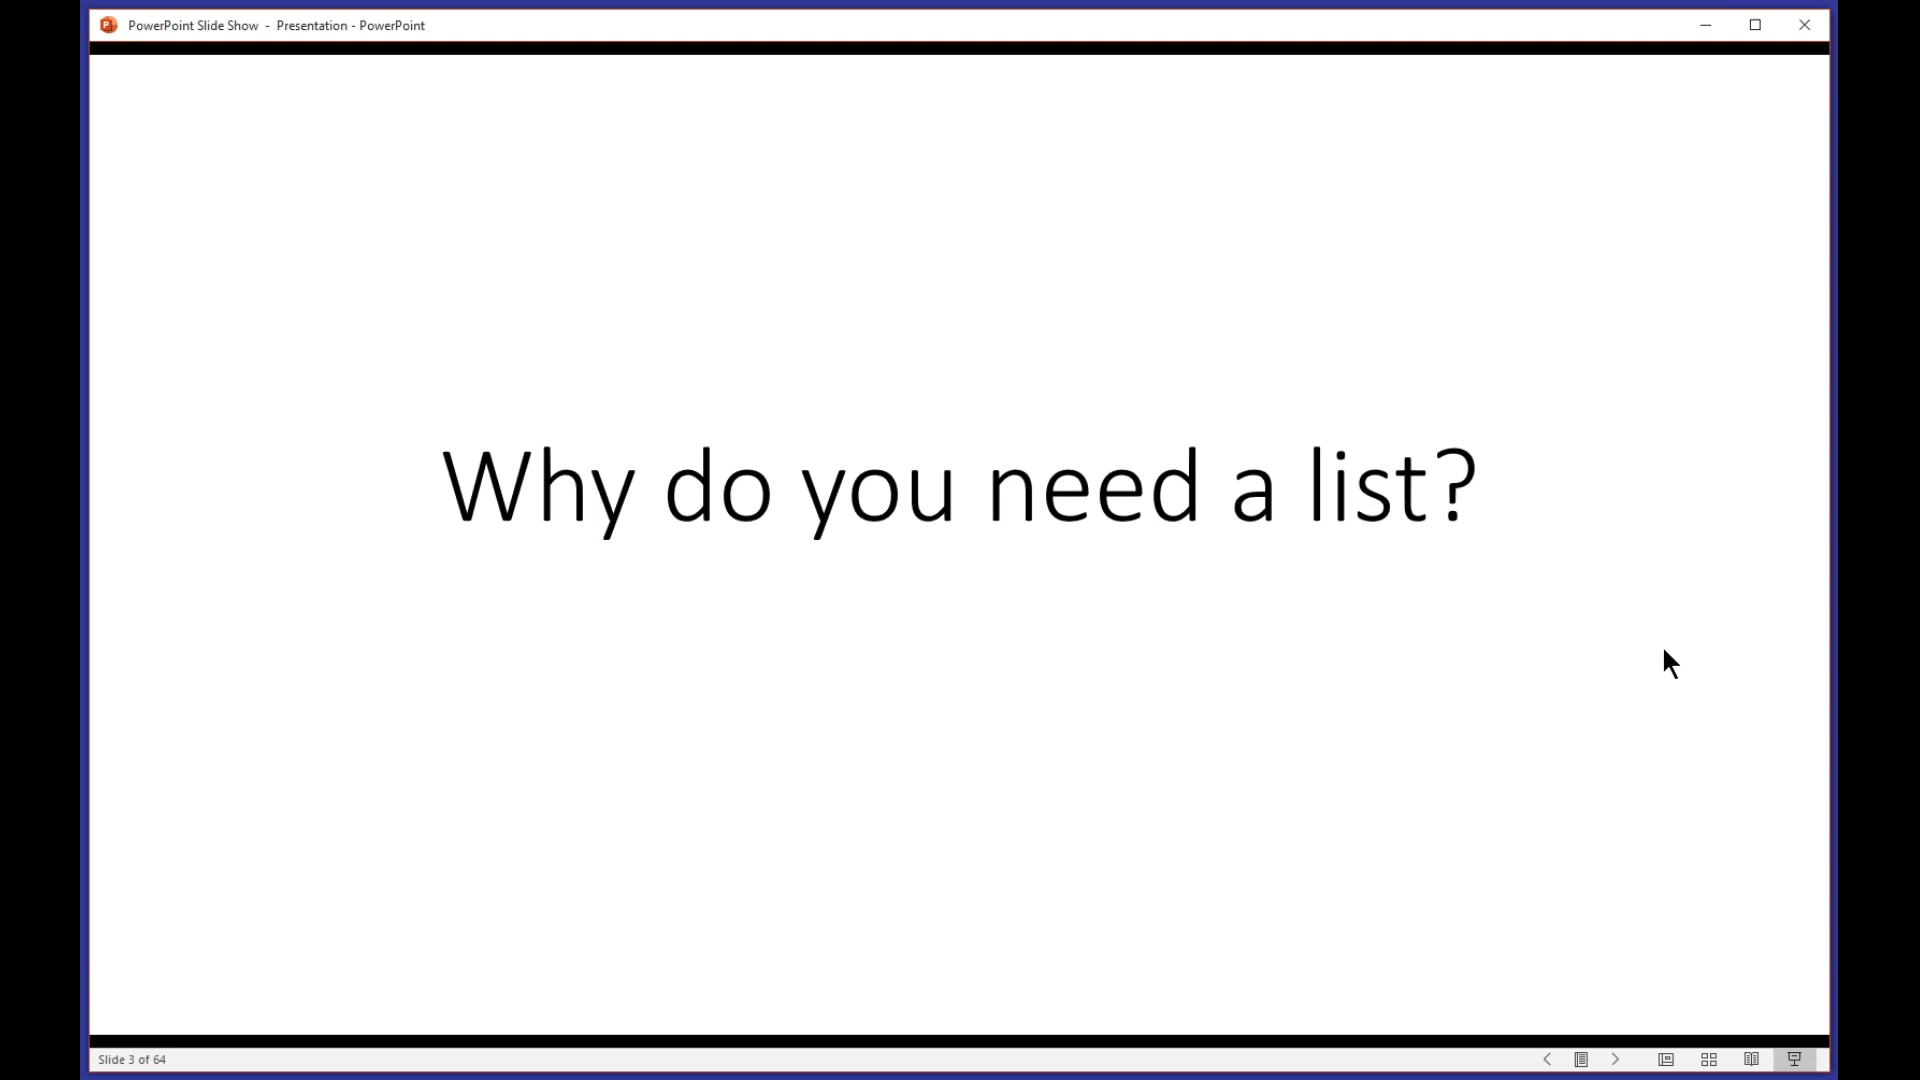 PowerPoint Slide Show - Presentation - PowerPoint
Why do you need a list?
Slide 3 of 64